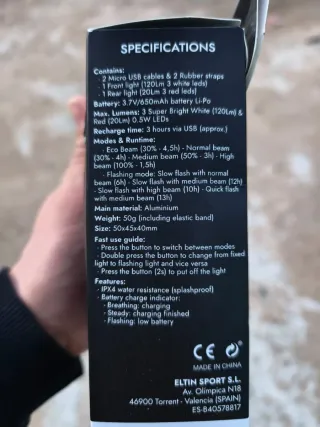 SPECIFICATIONS
Contains:
- 2 Micro USB cables & 2 Rubber straps
- 1 Front light (120Lm 3 white leds)
- 1 Rear light (20Lm 3 red leds)
Battery: 3.7V/650mAh battery Li-Po
Max. Lumens: 3 Super Bright White (120Lm) &
Red (20Lm) 0.5W LEDs
Recharge time: 3 hours via USB (approx.)
Modes & Runtime:
- Eco Beam (30% - 4,5h) - Normal beam
(30% - 4h) - Medium beam (50% - 3h) - High
beam (100% - 1,5h)
- Flashing mode: Slow flash with normal
beam (6h) - Slow flash with medium beam (12h)
- Slow flash with high beam (10h) - Quick flash
with medium beam (13h)
Main material: Aluminium
Weight: 50g (including elastic band)
Size: 50x45x40mm
Fast use guide:
- Press the button to switch between modes
- Double press the button to change from fixed
light to flashing light and vice versa
- Press the button (2s) to put off the light
Features:
- IPX4 water resistance (splashproof)
- Battery charge indicator:
- Breathing: charging
- Steady: charging finished
- Flashing: low battery
CE
MADE IN CHINA
ELTIN SPORT S.L.
Av. Olímpica N18
46900 Torrent - Valencia (SPAIN)
ES-B40578817